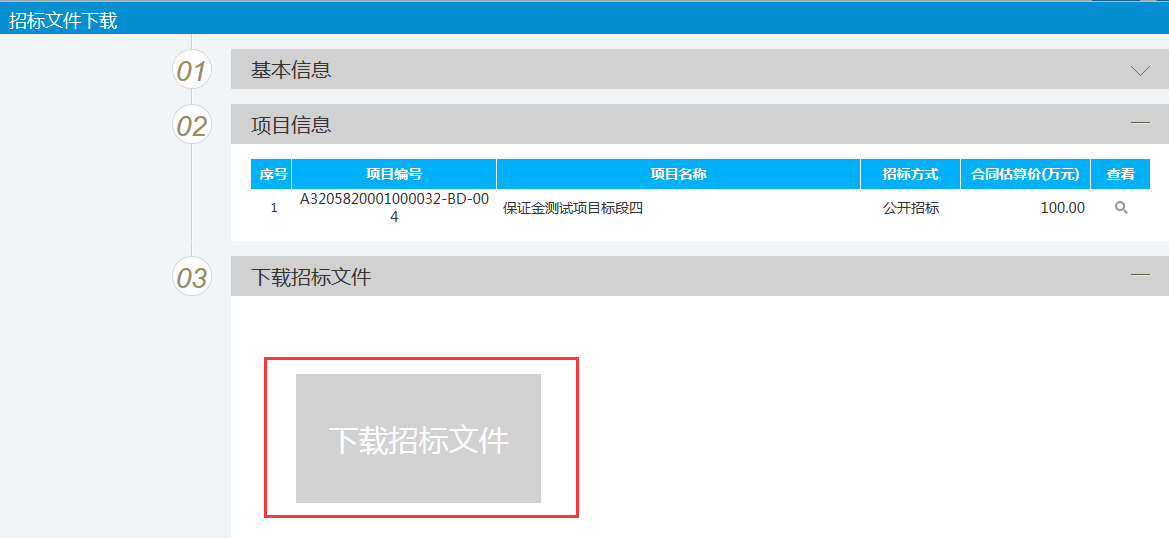 招标文件下载
01 基本信息
02 项目信息
序号 项目编号 项目名称 招标方式 合同估算价(万元) 查看
1 A3205820001000032-BD-00
4 保证金测试项目标段四 公开招标 100.00
03 下载招标文件
下载招标文件